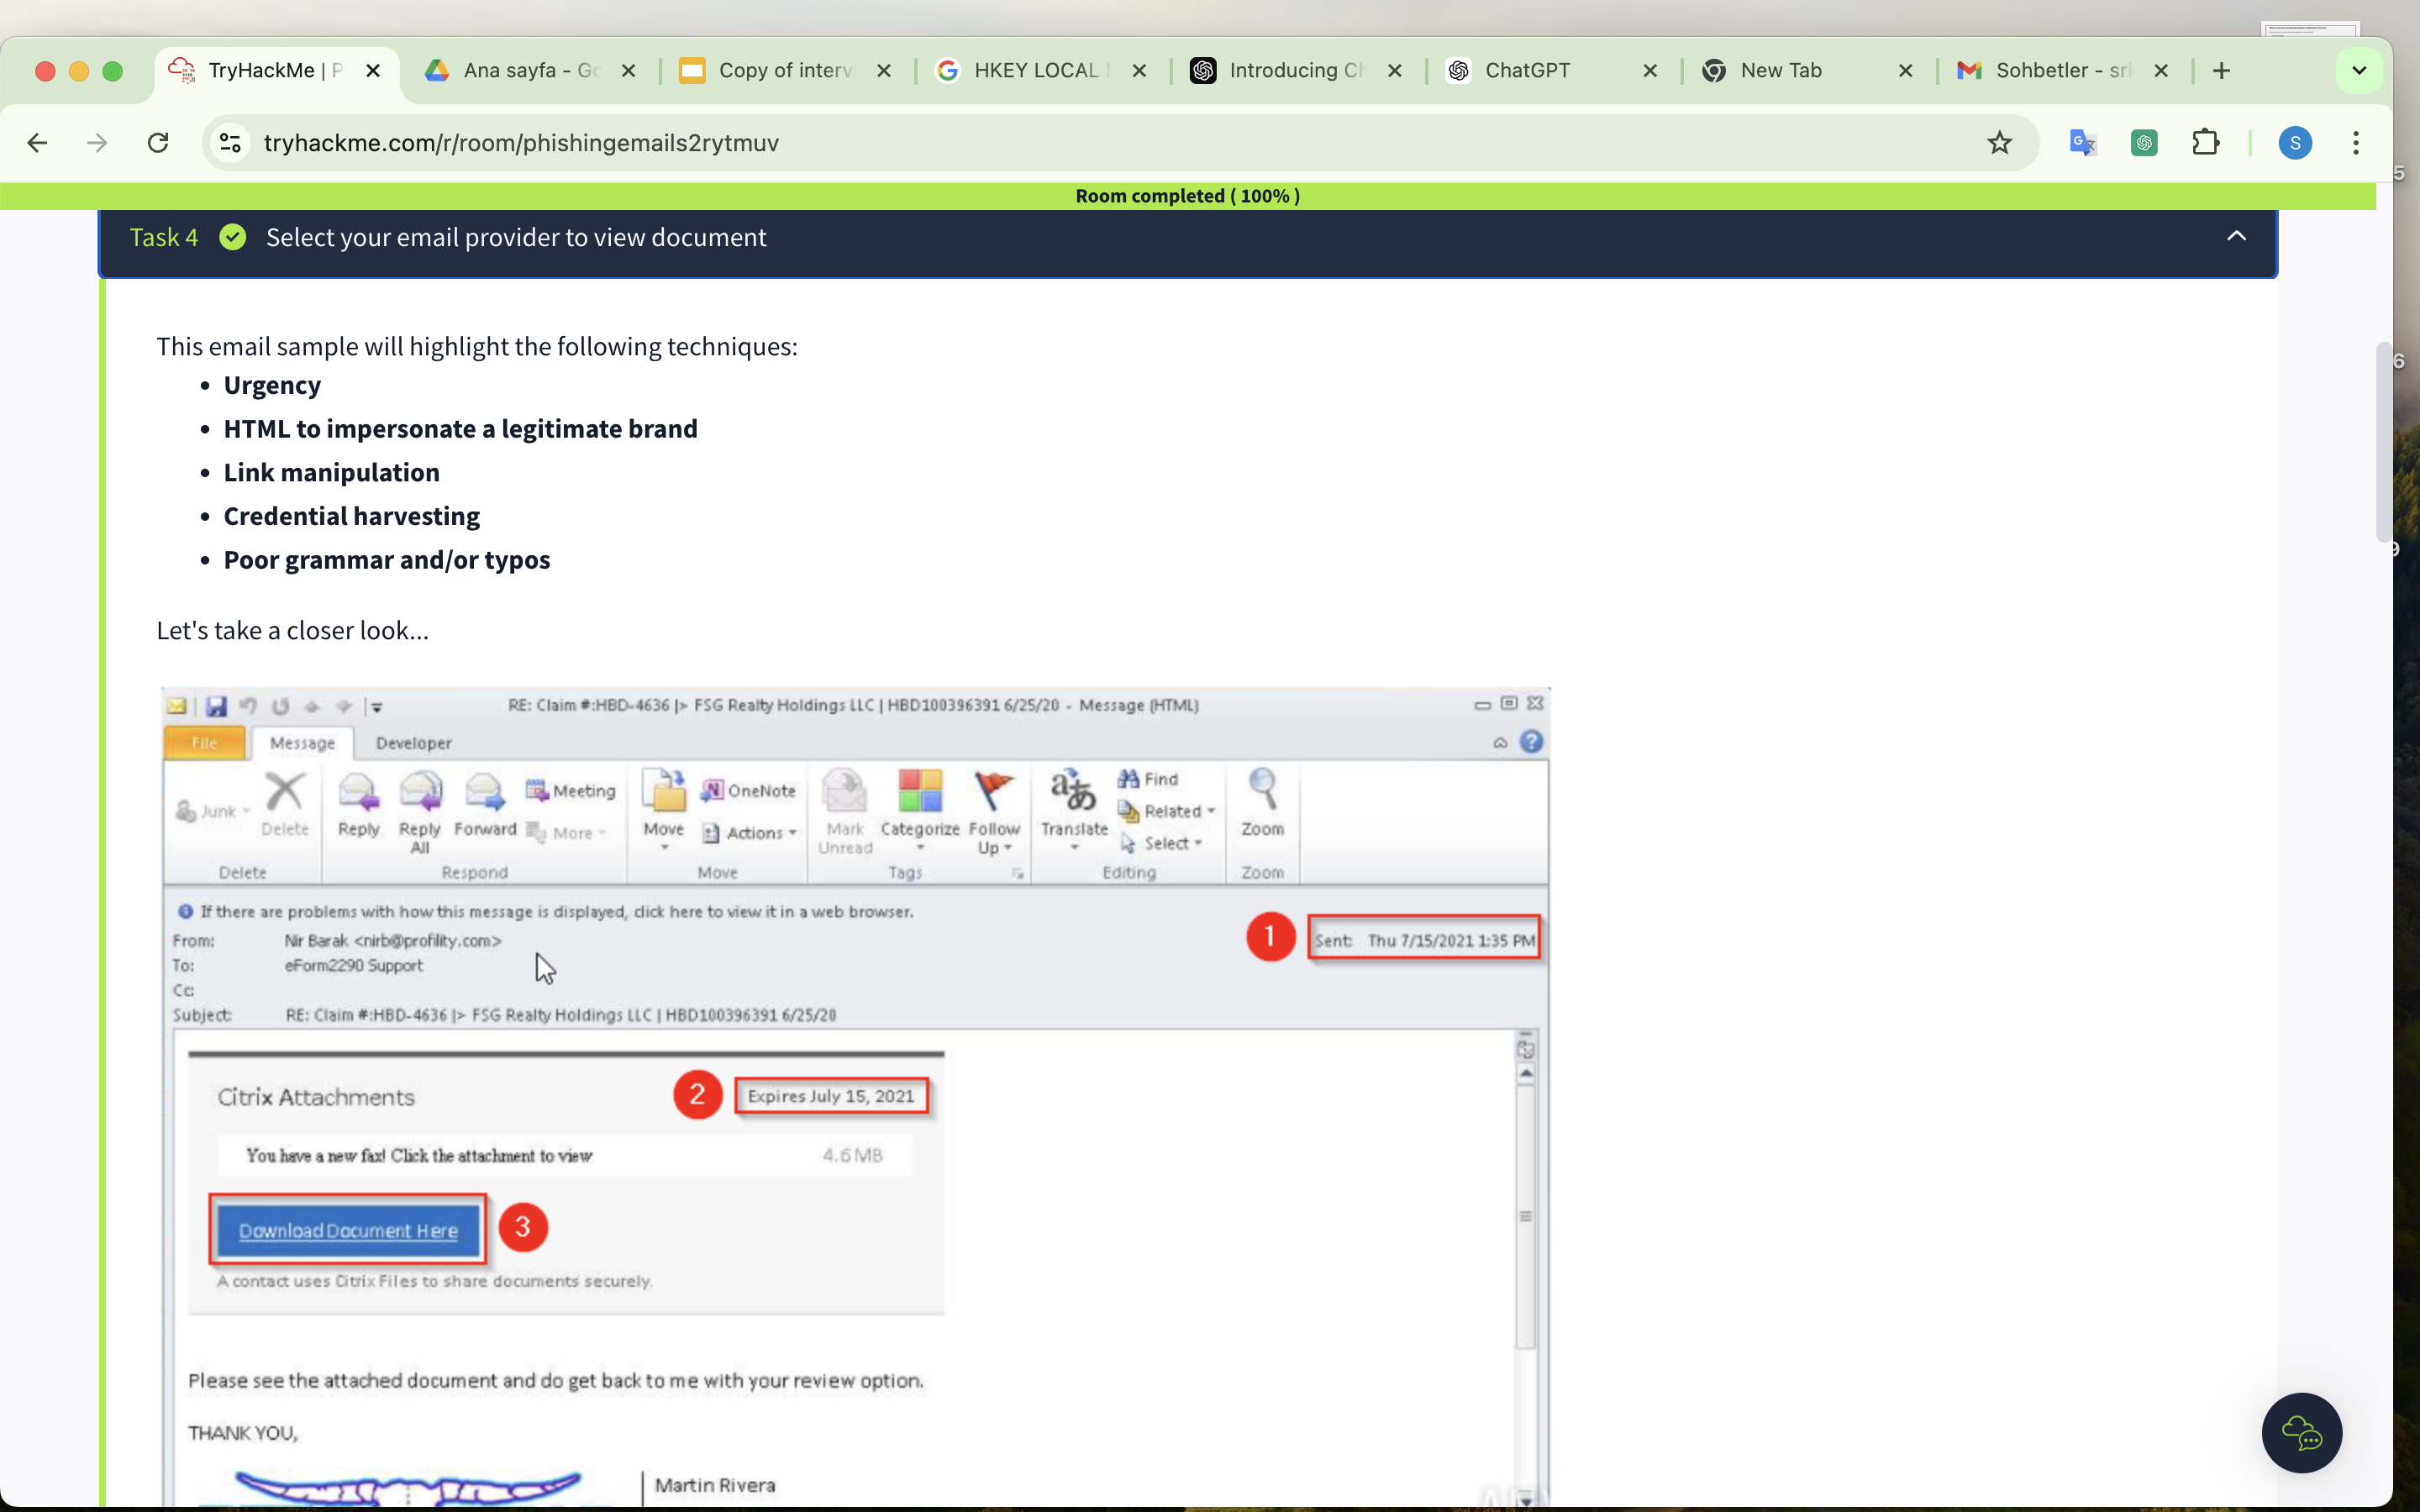 TryHackMe | P
Ana sayfa - Go
Copy of interv
HKEY LOCAL
Introducing Ch
ChatGPT
New Tab
Sohbetler - srk
tryhackme.com/r/room/phishingemails2rytmuv
S
Room completed ( 100% )
Task 4 Select your email provider to view document
This email sample will highlight the following techniques:
• Urgency
• HTML to impersonate a legitimate brand
• Link manipulation
• Credential harvesting
• Poor grammar and/or typos
Let's take a closer look...
RE: Claim #:HBD-4636 |> FSG Realty Holdings LLC | HBD100396391 6/25/20 - Message (HTML)
File Message Developer
Junk
Delete
Reply
Reply All
Forward
Meeting
More
Move
OneNote
Actions
Mark Unread
Categorize
Follow Up
Translate
Find
Related
Select
Zoom
Delete Respond Move Tags Editing Zoom
If there are problems with how this message is displayed, click here to view it in a web browser.
From: Nir Barak <nirb@profility.com>
1 Sent: Thu 7/15/2021 1:35 PM
To: eForm2290 Support
Cc:
Subject: RE: Claim #:HBD-4636 |> FSG Realty Holdings LLC | HBD100396391 6/25/20
Citrix Attachments 2 Expires July 15, 2021
You have a new fax! Click the attachment to view 4.6 MB
Download Document Here 3
A contact uses Citrix Files to share documents securely.
Please see the attached document and do get back to me with your review option.
THANK YOU,
Martin Rivera
5
6
9